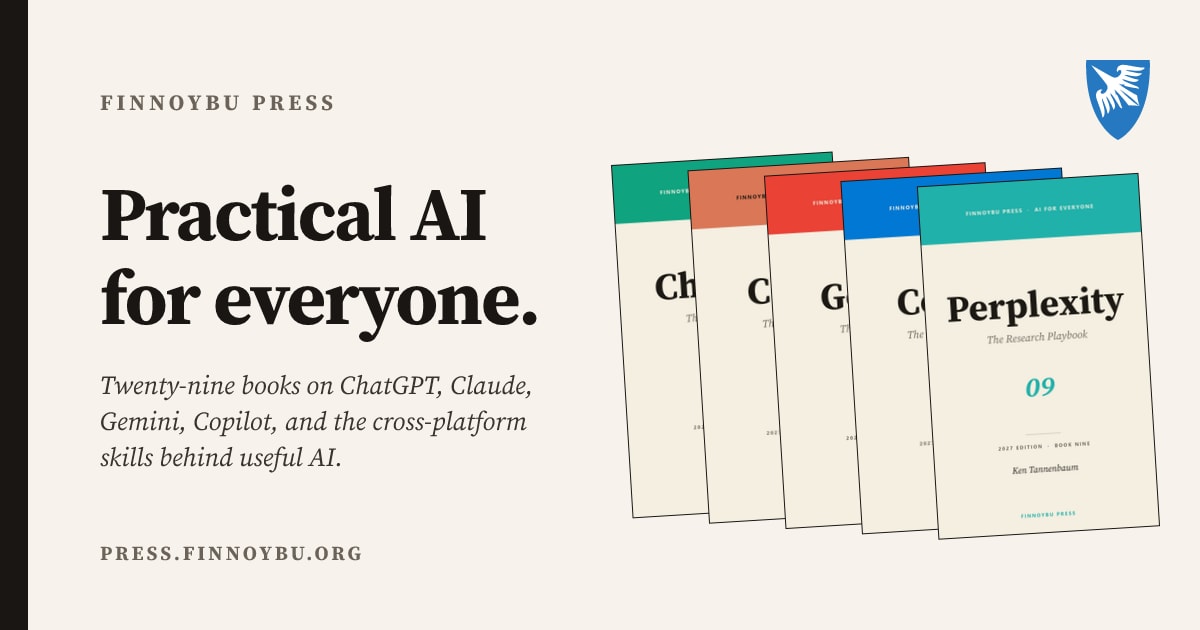 FINNOYBU PRESS
Practical AI
for everyone.
Twenty-nine books on ChatGPT, Claude,
Gemini, Copilot, and the cross-platform
skills behind useful AI.
PRESS.FINNOYBU.ORG
FINNOYBU PRESS · AI FOR EVERYONE
Perplexity
The Research Playbook
09
2027 EDITION · BOOK NINE
Ken Tannenbaum
FINNOYBU PRESS